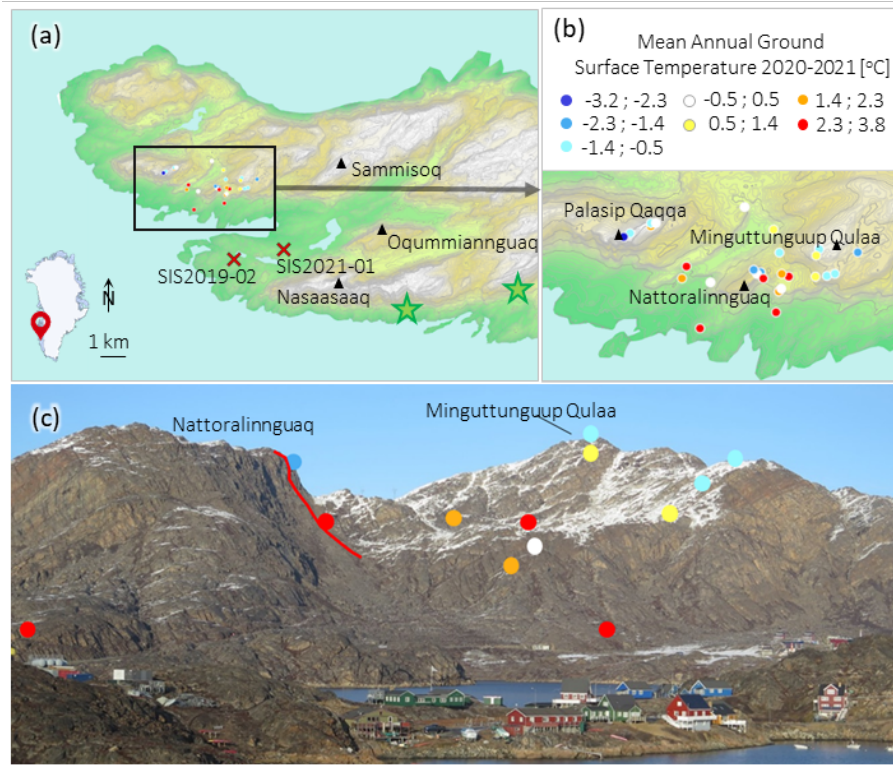 (a)
Sammisoq
Oqummiannguaq
SIS2019-02
SIS2021-01
Nasaasaaq
N
1 km
(b)
Mean Annual Ground
Surface Temperature 2020-2021 [°C]
-3.2 ; -2.3
-0.5 ; 0.5
1.4 ; 2.3
-2.3 ; -1.4
0.5 ; 1.4
2.3 ; 3.8
-1.4 ; -0.5
Palasip Qaqqa
Minguttunguup Qulaa
Nattoralinnguaq
(c)
Nattoralinnguaq
Minguttunguup Qulaa